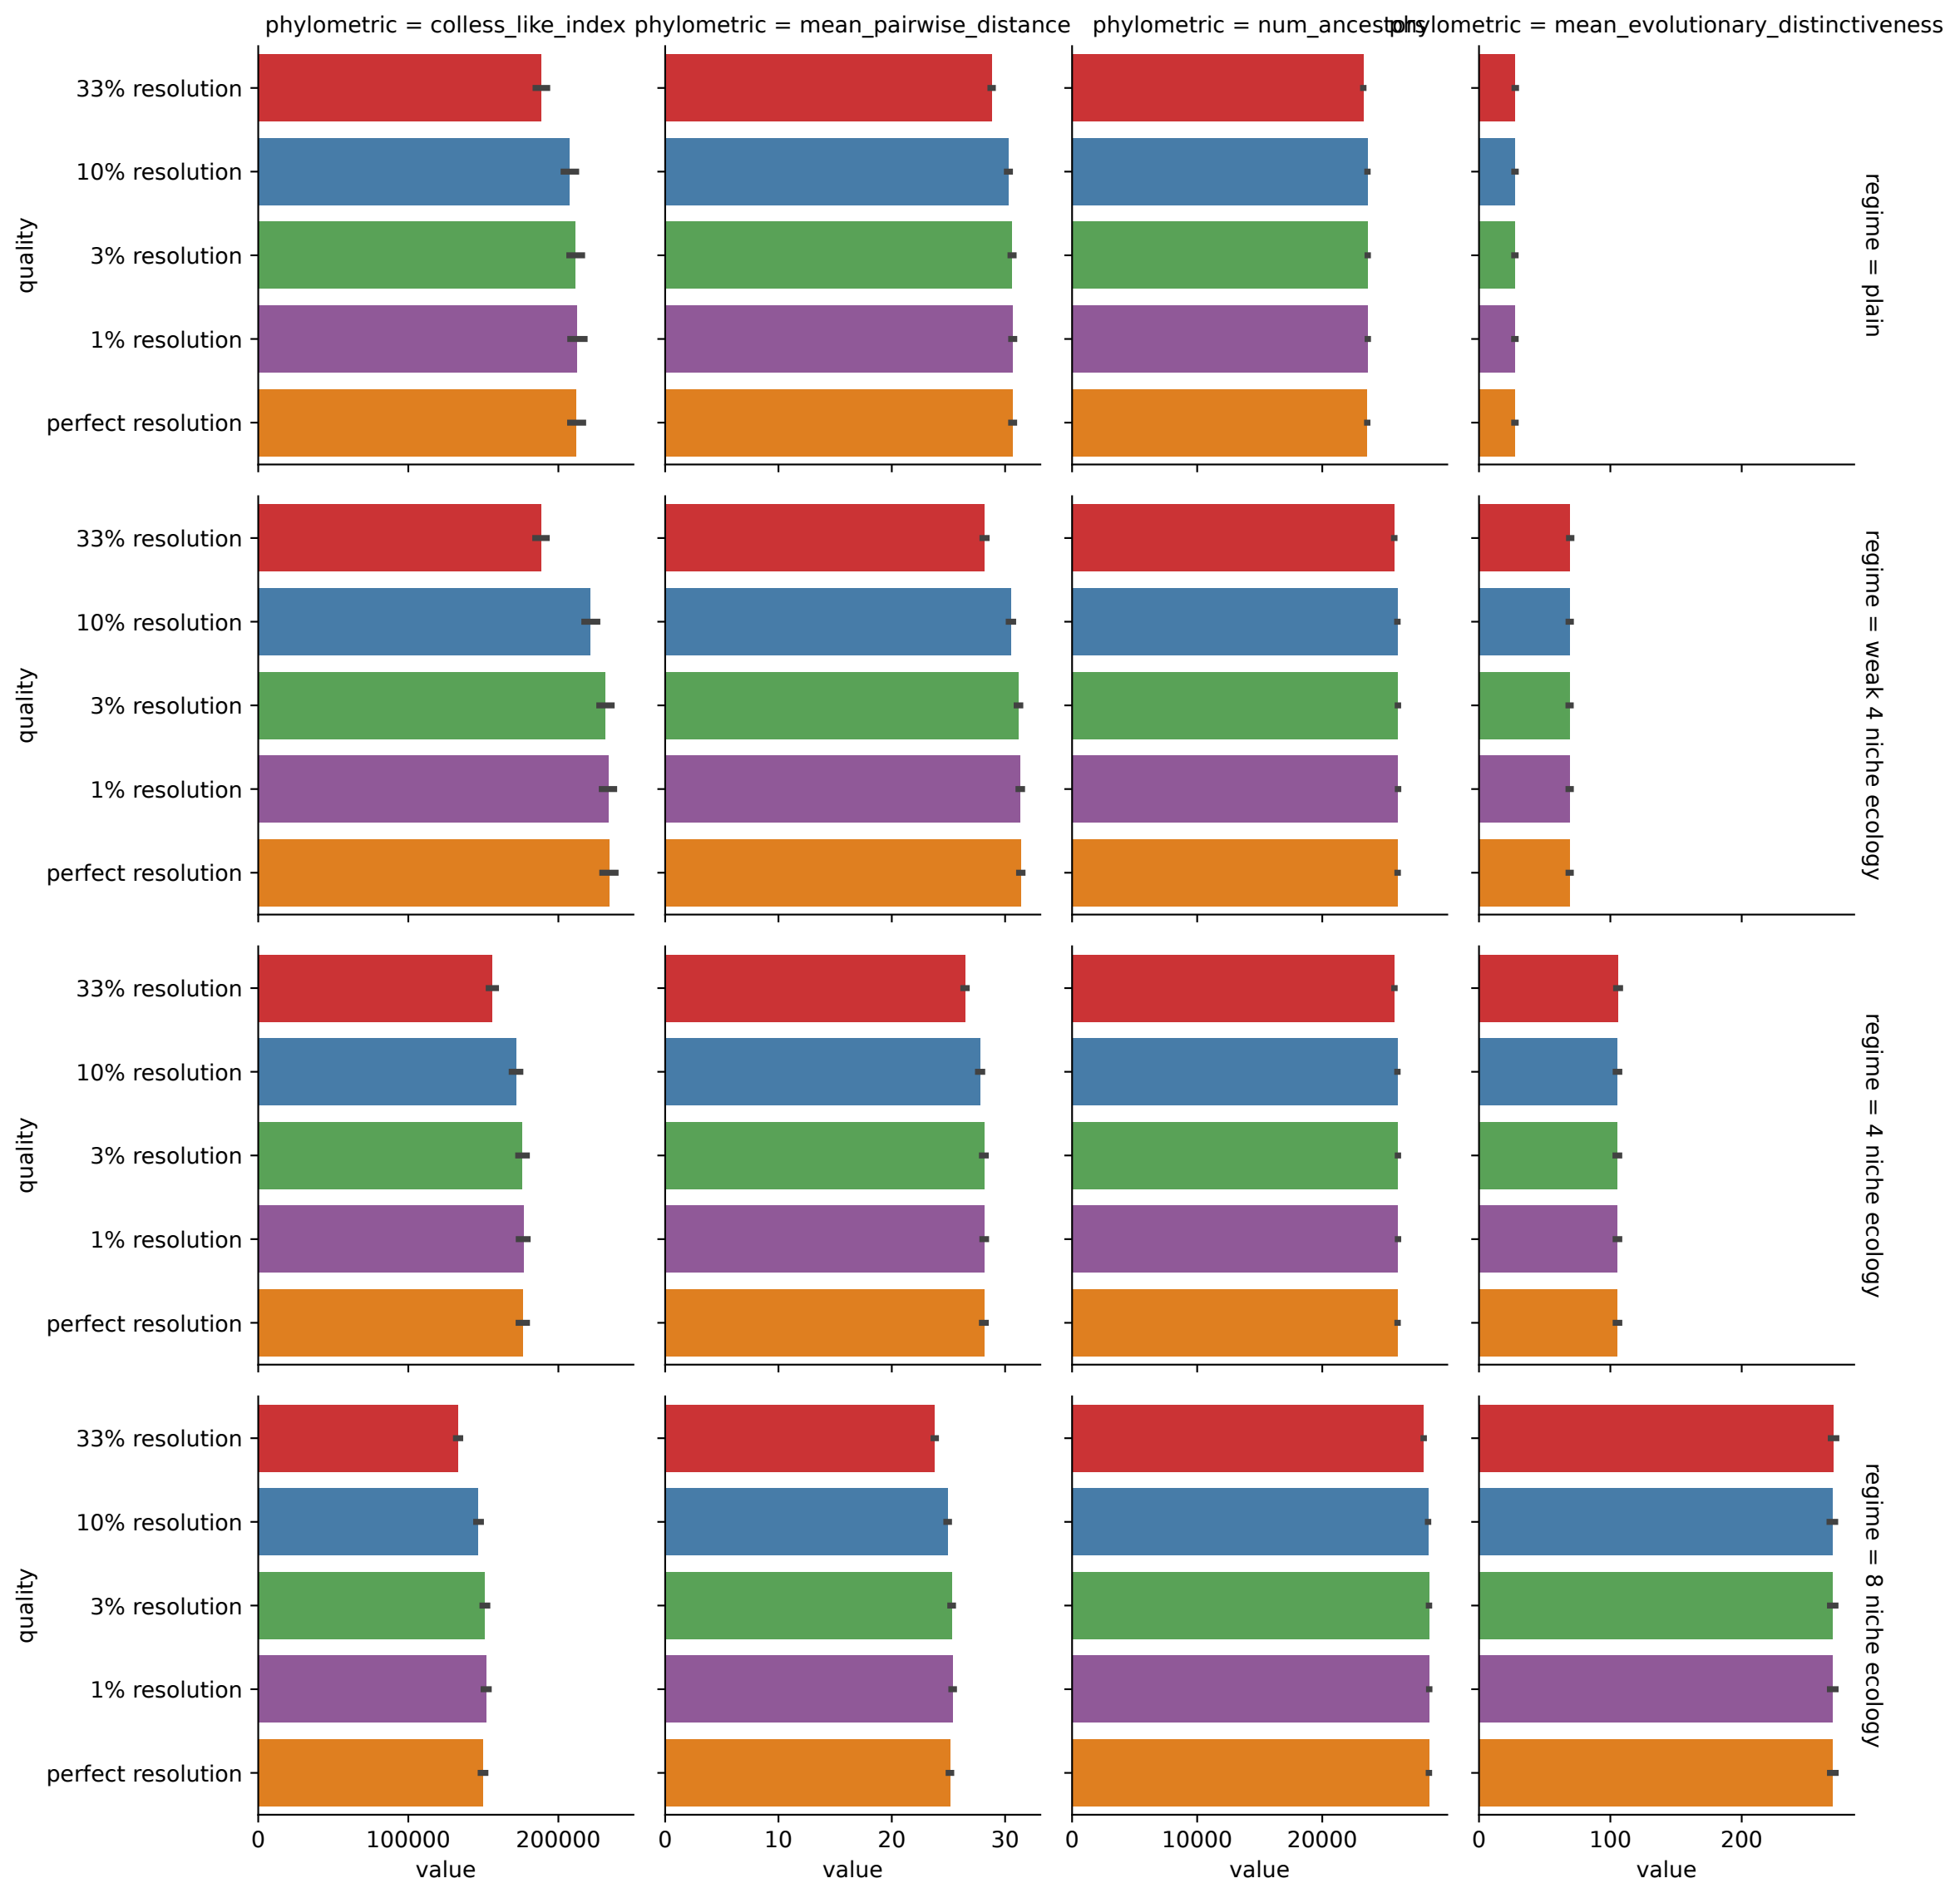 phylometric = colless_like_index
phylometric = mean_pairwise_distance
phylometric = num_ancestors
phylometric = mean_evolutionary_distinctiveness
quality
33% resolution
10% resolution
3% resolution
1% resolution
perfect resolution
regime = plain
quality
33% resolution
10% resolution
3% resolution
1% resolution
perfect resolution
regime = weak 4 niche ecology
quality
33% resolution
10% resolution
3% resolution
1% resolution
perfect resolution
regime = 4 niche ecology
quality
33% resolution
10% resolution
3% resolution
1% resolution
perfect resolution
regime = 8 niche ecology
0 100000 200000
0 10 20 30
0 10000 20000
0 100 200
value
value
value
value